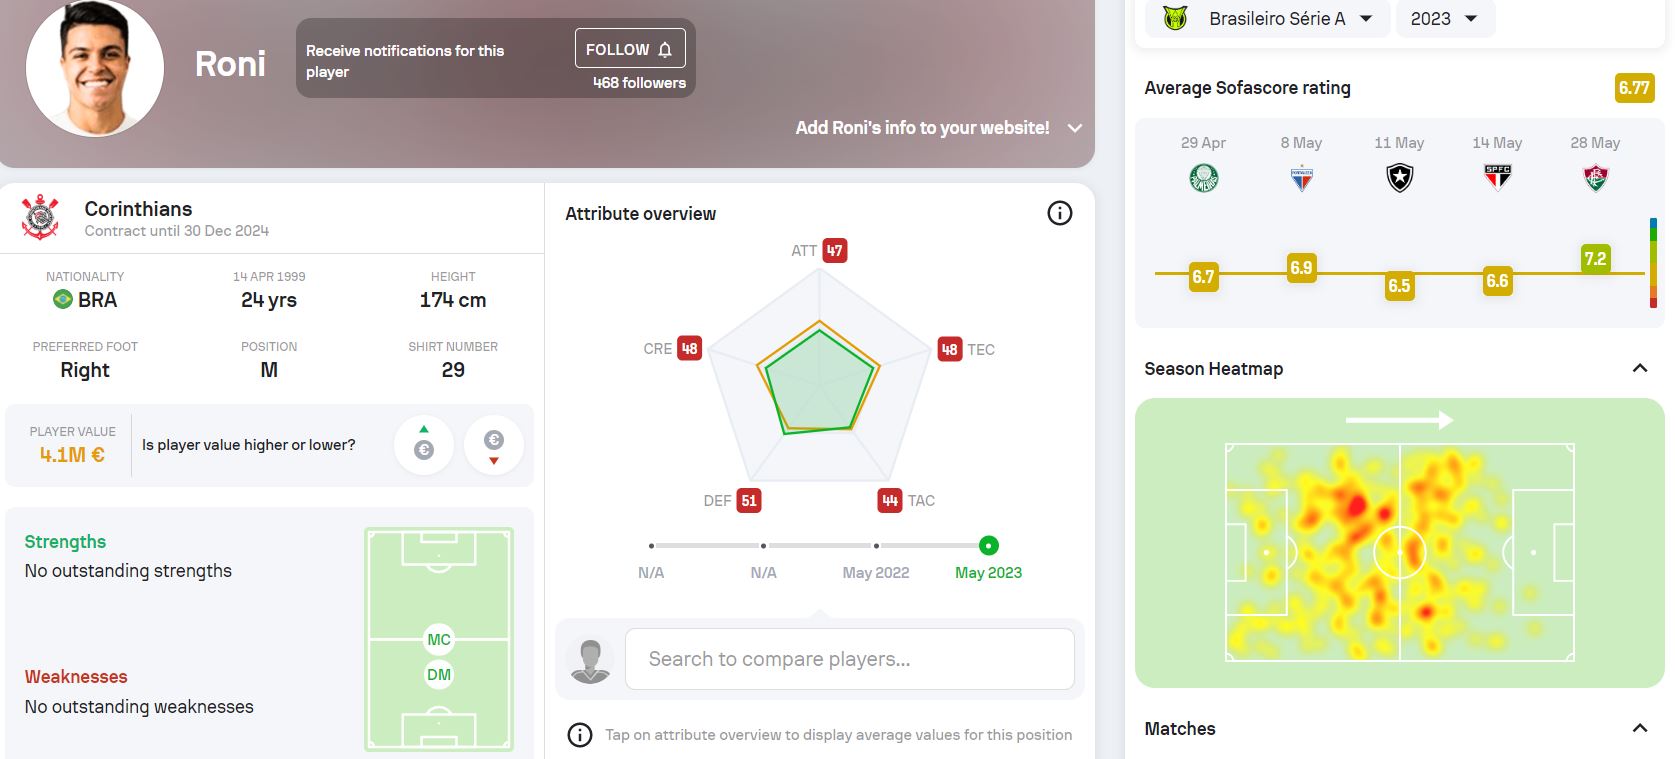 Roni
Receive notifications for this
player
FOLLOW
468 followers
Add Roni's info to your website!
Corinthians
Contract until 30 Dec 2024
NATIONALITY
BRA
14 APR 1999
24 yrs
HEIGHT
174 cm
PREFERRED FOOT
Right
POSITION
M
SHIRT NUMBER
29
PLAYER VALUE
4.1M €
Is player value higher or lower?
€
€
Strengths
No outstanding strengths
Weaknesses
No outstanding weaknesses
MC
DM
Attribute overview
ATT 47
CRE 48
48 TEC
DEF 51
44 TAC
N/A
N/A
May 2022
May 2023
Search to compare players...
Tap on attribute overview to display average values for this position
Brasileiro Série A
2023
Average Sofascore rating
6.77
29 Apr
8 May
11 May
14 May
28 May
PALMEIRAS
FORTALEZA
SPFC
6.7
6.9
6.5
6.6
7.2
Season Heatmap
Matches